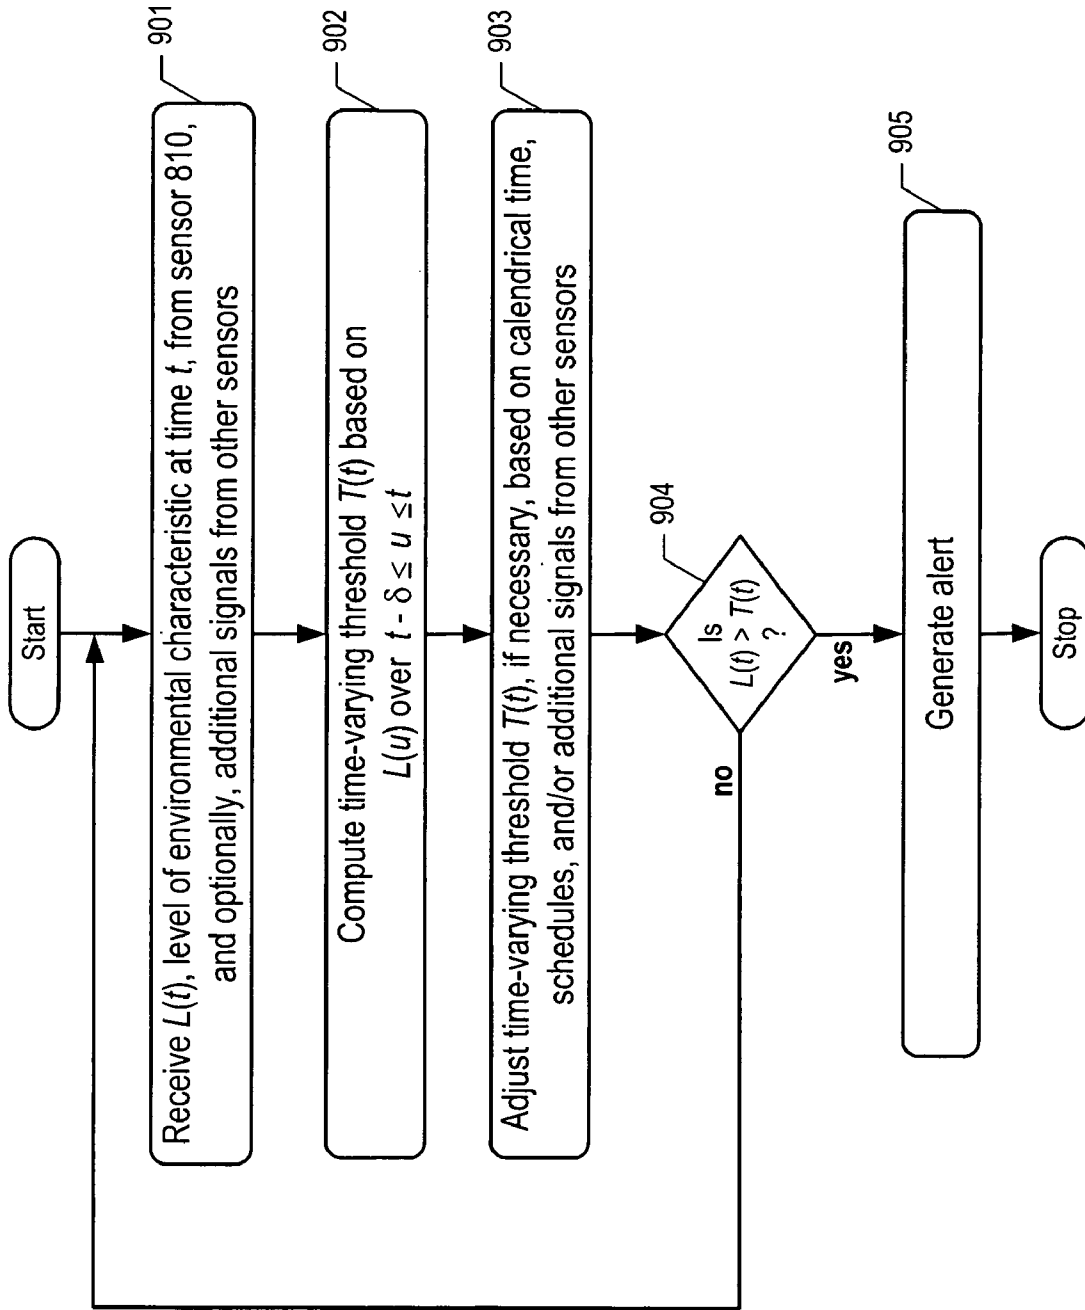 Start
901
Receive L(t), level of environmental characteristic at time t, from sensor 810,
and optionally, additional signals from other sensors
902
Compute time-varying threshold T(t) based on
L(u) over t - δ ≤ u ≤t
903
Adjust time-varying threshold T(t), if necessary, based on calendrical time,
schedules, and/or additional signals from other sensors
904
Is
L(t) > T(t)
?
no
yes
905
Generate alert
Stop